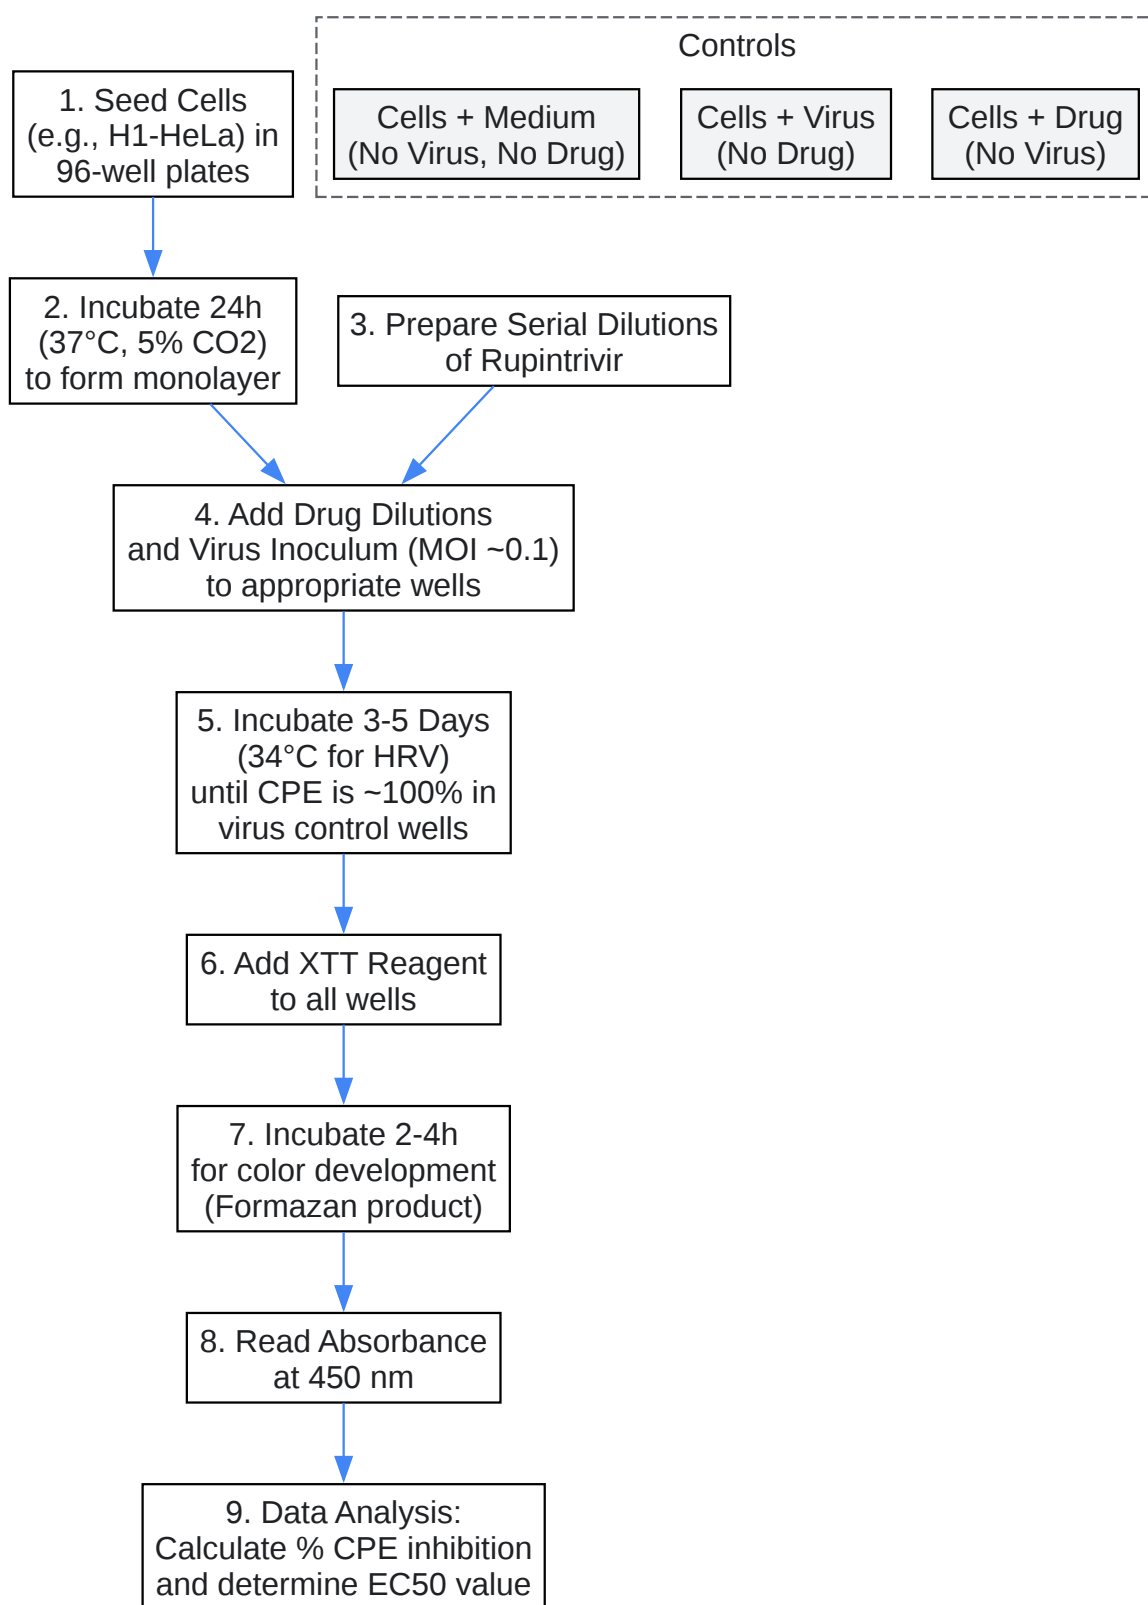 Controls
1. Seed Cells
(e.g., H1-HeLa) in
96-well plates
Cells + Medium
(No Virus, No Drug)
Cells + Virus
(No Drug)
Cells + Drug
(No Virus)
2. Incubate 24h
(37°C, 5% CO2)
to form monolayer
3. Prepare Serial Dilutions
of Rupintrivir
4. Add Drug Dilutions
and Virus Inoculum (MOI ~0.1)
to appropriate wells
5. Incubate 3-5 Days
(34°C for HRV)
until CPE is ~100% in
virus control wells
6. Add XTT Reagent
to all wells
7. Incubate 2-4h
for color development
(Formazan product)
8. Read Absorbance
at 450 nm
9. Data Analysis:
Calculate % CPE inhibition
and determine EC50 value